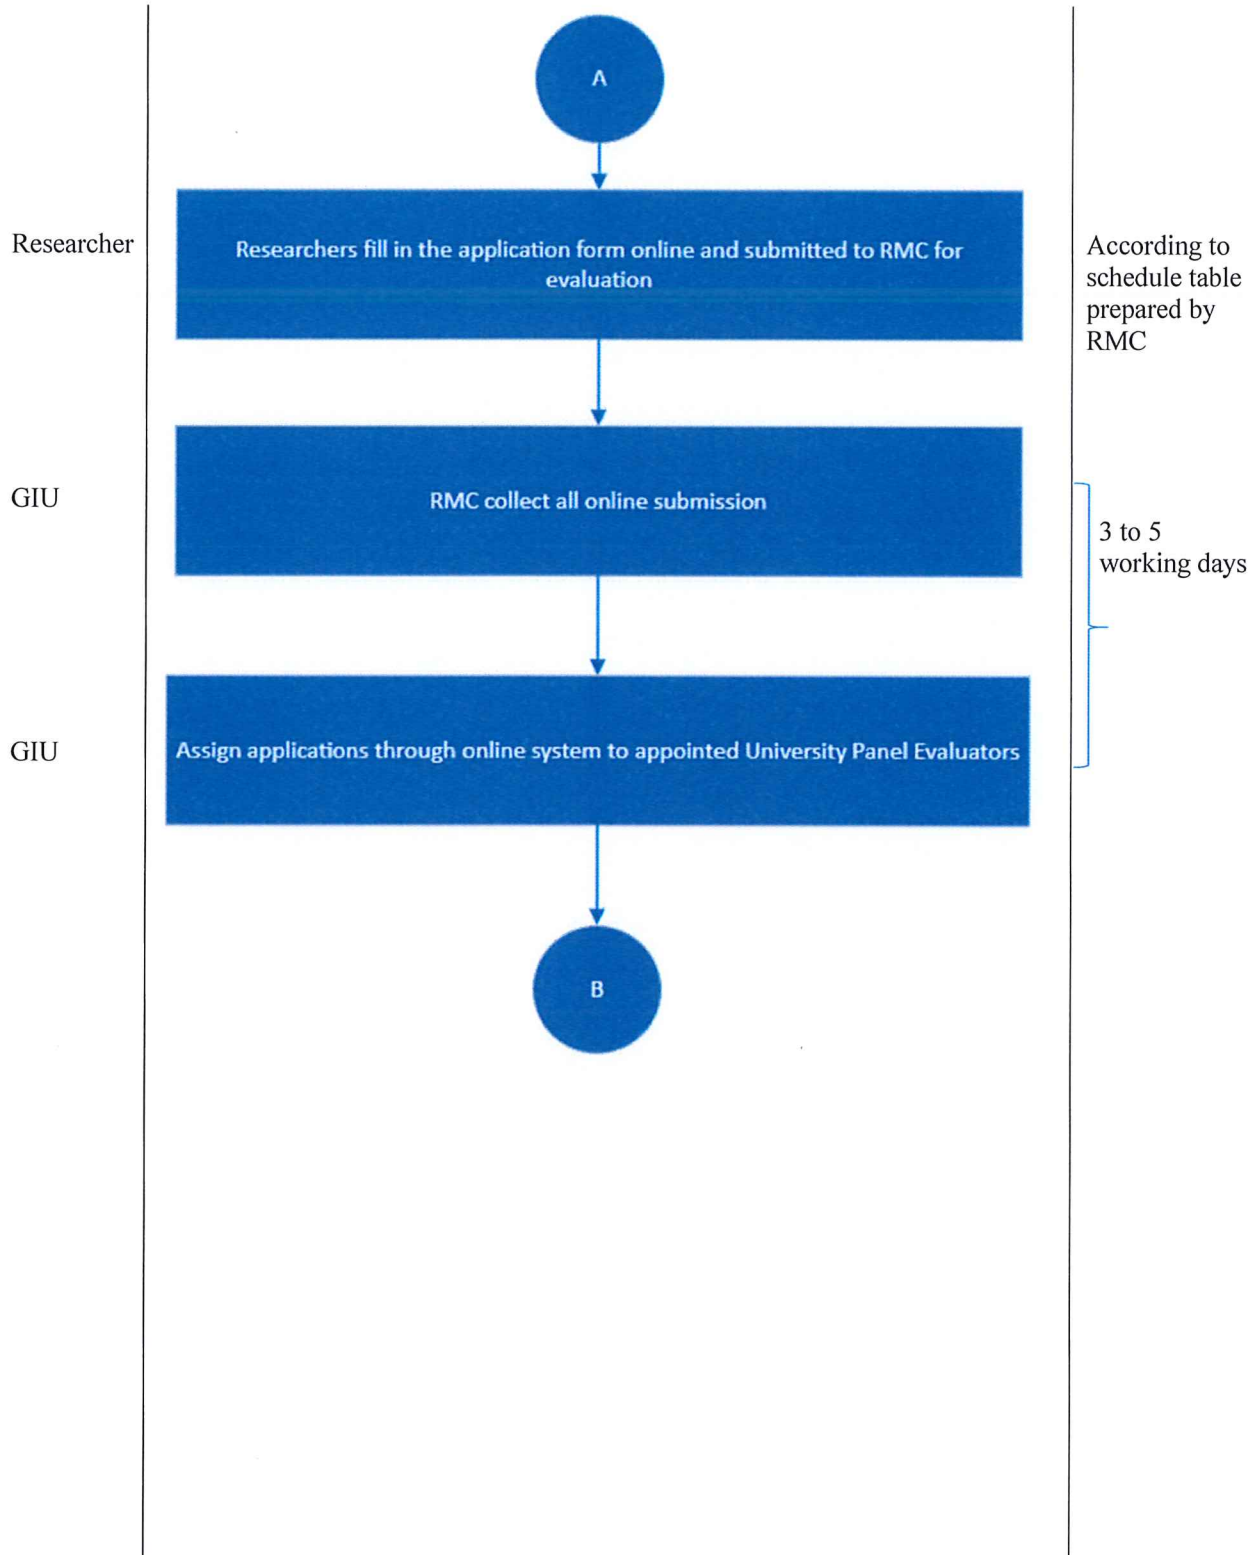 A
Researcher
Researchers fill in the application form online and submitted to RMC for
evaluation
According to
schedule table
prepared by
RMC
GIU
RMC collect all online submission
3 to 5
working days
GIU
Assign applications through online system to appointed University Panel Evaluators
B